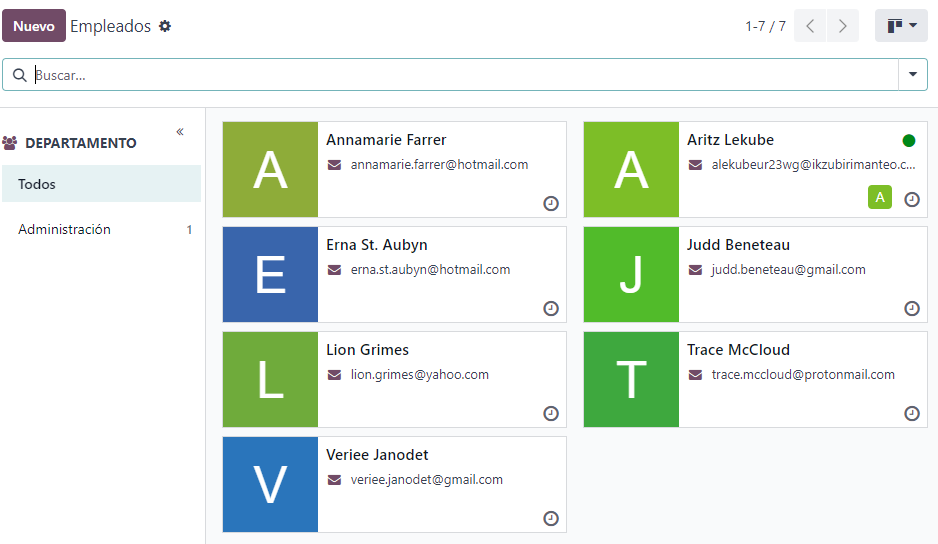 Nuevo Empleados
1-7 / 7
Buscar...
DEPARTAMENTO
«
Todos
Administración 1
A
Annamarie Farrer
annamarie.farrer@hotmail.com
A
Aritz Lekube
alekubeur23wg@ikzubirimanteo.c...
A
E
Erna St. Aubyn
erna.st.aubyn@hotmail.com
J
Judd Beneteau
judd.beneteau@gmail.com
L
Lion Grimes
lion.grimes@yahoo.com
T
Trace McCloud
trace.mccloud@protonmail.com
V
Veriee Janodet
veriee.janodet@gmail.com